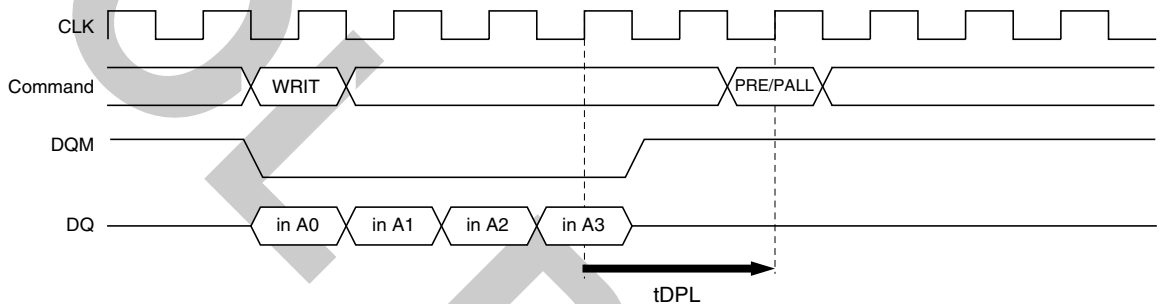 CLK
Command WRIT PRE/PALL
DQM
DQ in A0 in A1 in A2 in A3
tDPL